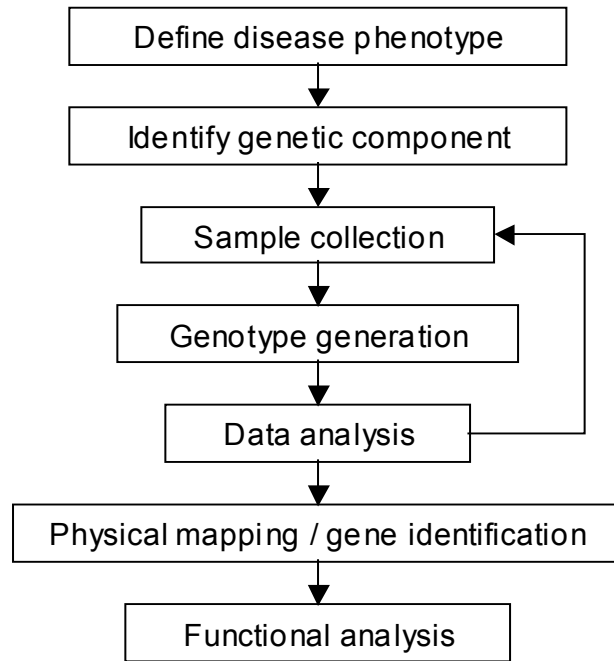 Define disease phenotype
Identify genetic component
Sample collection
Genotype generation
Data analysis
Physical mapping / gene identification
Functional analysis